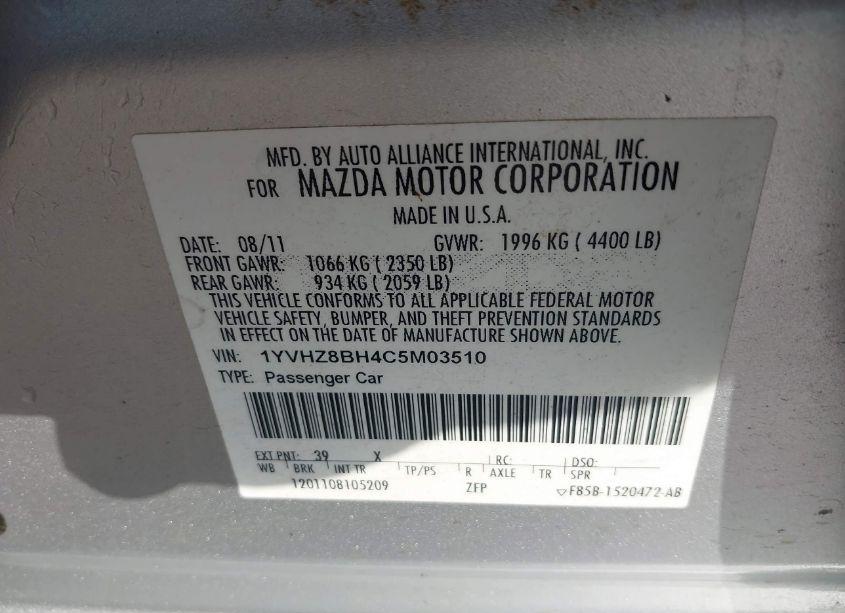 MFD. BY AUTO ALLIANCE INTERNATIONAL, INC.
FOR MAZDA MOTOR CORPORATION
MADE IN U.S.A.
DATE: 08/11 GVWR: 1996 KG ( 4400 LB)
FRONT GAWR: 1066 KG ( 2350 LB)
REAR GAWR: 934 KG ( 2059 LB)
THIS VEHICLE CONFORMS TO ALL APPLICABLE FEDERAL MOTOR
VEHICLE SAFETY, BUMPER, AND THEFT PREVENTION STANDARDS
IN EFFECT ON THE DATE OF MANUFACTURE SHOWN ABOVE.
VIN: 1YVHZ8BH4C5M03510
TYPE: Passenger Car
EXT PNT: 39 X RC: DSO:
WB BRK INT TR TP/PS R AXLE TR SPR
1201108105209 ZFP F85B-1520472-AB